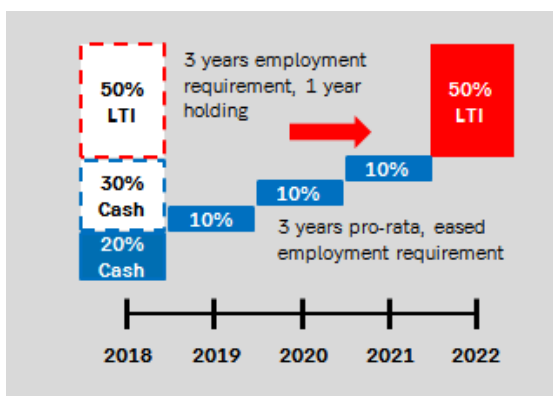 50%
LTI
3 years employment
requirement, 1 year
holding
50%
LTI
30%
Cash
10%
10%
10%
20%
Cash
3 years pro-rata, eased
employment requirement
2018
2019
2020
2021
2022